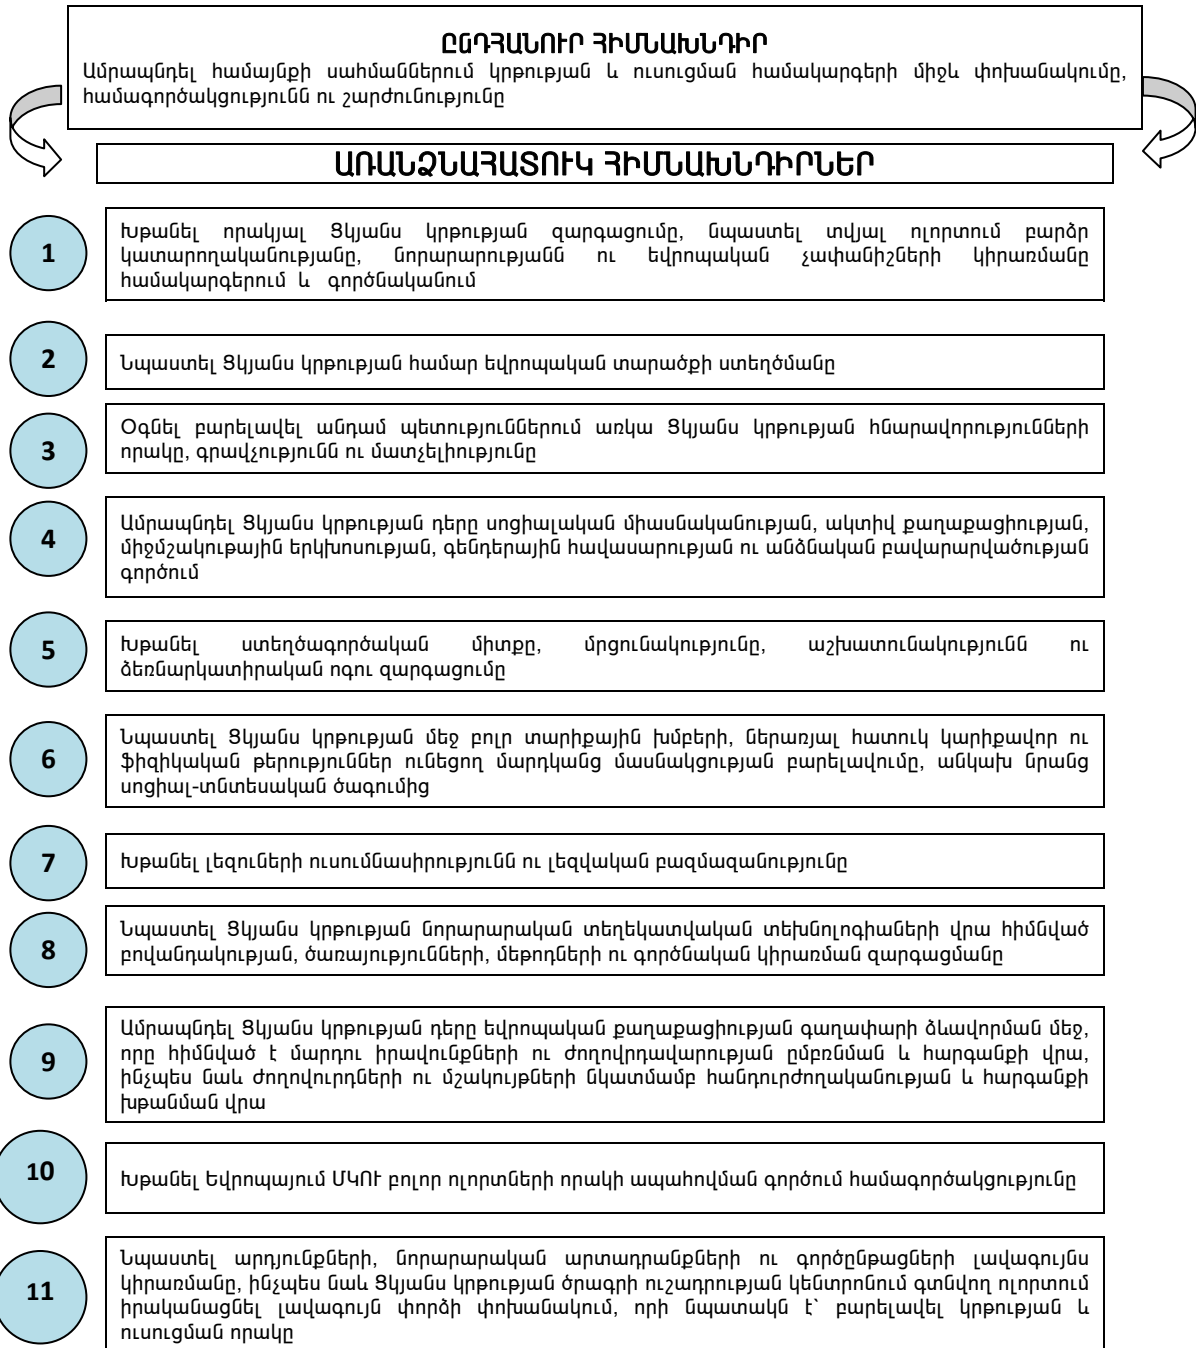 ԸՆԴՀԱՆՈՒՐ ՀԻՄՆԱԽՆԴԻՐ
Ամրապնդել համայնքի սահմաններում կրթության և ուսուցման համակարգերի միջև փոխանակումը,
համագործակցությունն ու շարժունությունը
ԱՌԱՆՁՆԱՀԱՏՈՒԿ ՀԻՄՆԱԽՆԴԻՐՆԵՐ
1
Խթանել որակյալ Ցկյանս կրթության զարգացումը, նպաստել տվյալ ոլորտում բարձր
կատարողականությանը, նորարարությանն ու եվրոպական չափանիշների կիրառմանը
համակարգերում և գործնականում
2
Նպաստել Ցկյանս կրթության համար եվրոպական տարածքի ստեղծմանը
3
Օգնել բարելավել անդամ պետություններում առկա Ցկյանս կրթության հնարավորությունների
որակը, գրավչությունն ու մատչելիությունը
4
Ամրապնդել Ցկյանս կրթության դերը սոցիալական միասնականության, ակտիվ քաղաքացիության,
միջմշակութային երկխոսության, գենդերային հավասարության ու անձնական բավարարվածության
գործում
5
Խթանել ստեղծագործական միտքը, մրցունակությունը, աշխատունակությունն ու
ձեռնարկատիրական ոգու զարգացումը
6
Նպաստել Ցկյանս կրթության մեջ բոլր տարիքային խմբերի, ներառյալ հատուկ կարիքավոր ու
ֆիզիկական թերություններ ունեցող մարդկանց մասնակցության բարելավումը, անկախ նրանց
սոցիալ-տնտեսական ծագումից
7
Խթանել լեզուների ուսումնասիրությունն ու լեզվական բազմազանությունը
8
Նպաստել Ցկյանս կրթության նորարարական տեղեկատվական տեխնոլոգիաների վրա հիմնված
բովանդակության, ծառայությունների, մեթոդների ու գործնական կիրառման զարգացմանը
9
Ամրապնդել Ցկյանս կրթության դերը եվրոպական քաղաքացիության գաղափարի ձևավորման մեջ,
որը հիմնված է մարդու իրավունքների ու ժողովրդավարության ըմբռնման և հարգանքի վրա,
ինչպես նաև ժողովուրդների ու մշակույթների նկատմամբ հանդուրժողականության և հարգանքի
խթանման վրա
10
Խթանել Եվրոպայում ՄԿՈՒ բոլոր ոլորտների որակի ապահովման գործում համագործակցությունը
11
Նպաստել արդյունքների, նորարարական արտադրանքների ու գործընթացների լավագույնս
կիրառմանը, ինչպես նաև Ցկյանս կրթության ծրագրի ուշադրության կենտրոնում գտնվող ոլորտում
իրականացնել լավագույն փորձի փոխանակում, որի նպատակն է՝ բարելավել կրթության և
ուսուցման որակը